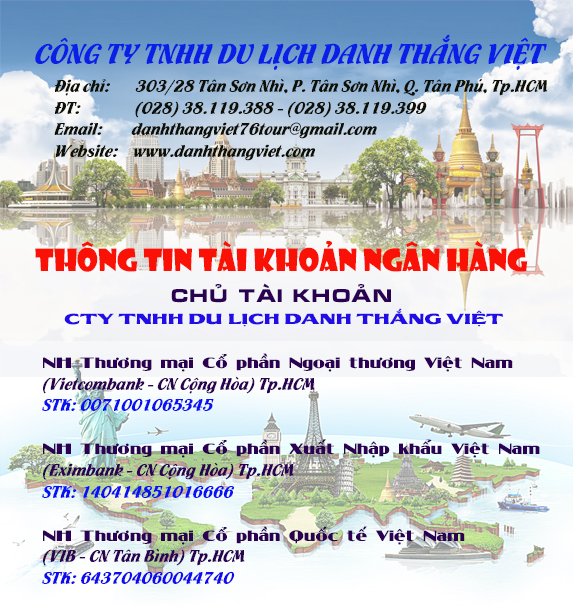 CÔNG TY TNHH DU LỊCH DANH THẮNG VIỆT
Địa chỉ: 303/28 Tân Sơn Nhì, P. Tân Sơn Nhì, Q. Tân Phú, Tp.HCM
ĐT: (028) 38.119.388 - (028) 38.119.399
Email: danhthangviet76tour@gmail.com
Website: www.danhthangviet.com
THÔNG TIN TÀI KHOẢN NGÂN HÀNG
CHỦ TÀI KHOẢN
CTY TNHH DU LỊCH DANH THẮNG VIỆT
NH Thương mại Cổ phần Ngoại thương Việt Nam
(Vietcombank - CN Cộng Hòa) Tp.HCM
STK: 0071001065345
NH Thương mại Cổ phần Xuất Nhập khẩu Việt Nam
(Eximbank - CN Cộng Hòa) Tp.HCM
STK: 140414851016666
NH Thương mại Cổ phần Quốc tế Việt Nam
(VIB - CN Tân Bình) Tp.HCM
STK: 643704060044740